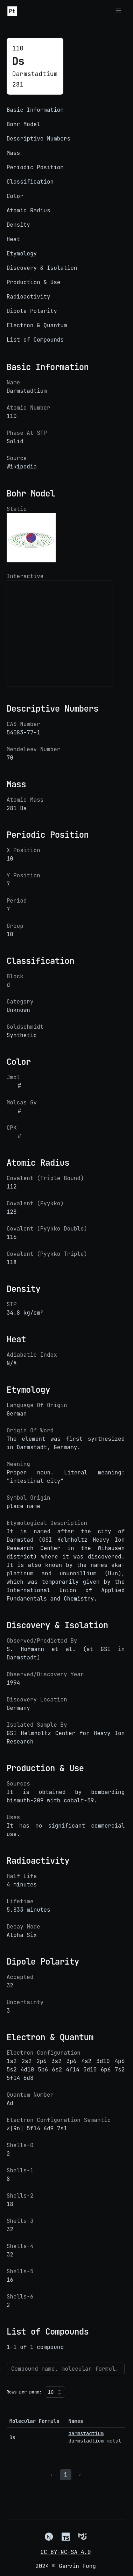 Pt
110
Ds
Darmstadtium
281
Basic Information
Bohr Model
Descriptive Numbers
Mass
Periodic Position
Classification
Color
Atomic Radius
Density
Heat
Etymology
Discovery & Isolation
Production & Use
Radioactivity
Dipole Polarity
Electron & Quantum
List of Compounds
Basic Information
Name
Darmstadtium
Atomic Number
110
Phase At STP
Solid
Source
Wikipedia
Bohr Model
Static
Interactive
Descriptive Numbers
CAS Number
54083-77-1
Mendeleev Number
70
Mass
Atomic Mass
281 Da
Periodic Position
X Position
10
Y Position
7
Period
7
Group
10
Classification
Block
d
Category
Unknown
Goldschmidt
Synthetic
Color
Jmol
#
Molcas Gv
#
CPK
#
Atomic Radius
Covalent (Triple Bound)
112
Covalent (Pyykko)
128
Covalent (Pyykko Double)
116
Covalent (Pyykko Triple)
118
Density
STP
34.8 kg/cm³
Heat
Adiabatic Index
N/A
Etymology
Language Of Origin
German
Origin Of Word
The element was first synthesized
in Darmstadt, Germany.
Meaning
Proper noun. Literal meaning:
"intestinal city"
Symbol Origin
place name
Etymological Description
It is named after the city of
Darmstad (GSI Helmholtz Heavy Ion
Research Center in the Wihausen
district) where it was discovered.
It is also known by the names eka-
platinum and ununnillium (Uun),
which was temporarily given by the
International Union of Applied
Fundamentals and Chemistry.
Discovery & Isolation
Observed/Predicted By
S. Hofmann et al. (at GSI in
Darmsadt)
Observed/Discovery Year
1994
Discovery Location
Germany
Isolated Sample By
GSI Helmholtz Center for Heavy Ion
Research
Production & Use
Sources
It is obtained by bombarding
bismuth-209 with cobalt-59.
Uses
It has no significant commercial
use.
Radioactivity
Half Life
4 minutes
Lifetime
5.833 minutes
Decay Mode
Alpha Six
Dipole Polarity
Accepted
32
Uncertainty
3
Electron & Quantum
Electron Configuration
1s2 2s2 2p6 3s2 3p6 4s2 3d10 4p6
5s2 4d10 5p6 6s2 4f14 5d10 6p6 7s2
5f14 6d8
Quantum Number
Ad
Electron Configuration Semantic
*[Rn] 5f14 6d9 7s1
Shells-0
2
Shells-1
8
Shells-2
18
Shells-3
32
Shells-4
32
Shells-5
16
Shells-6
2
List of Compounds
1-1 of 1 compound
Compound name, molecular formul…
Rows per page: 10
Molecular Formula Names
Ds
darmstadtium
darmstadtium metal
‹ 1 ›
TS
CC BY-NC-SA 4.0
2024 © Gervin Fung